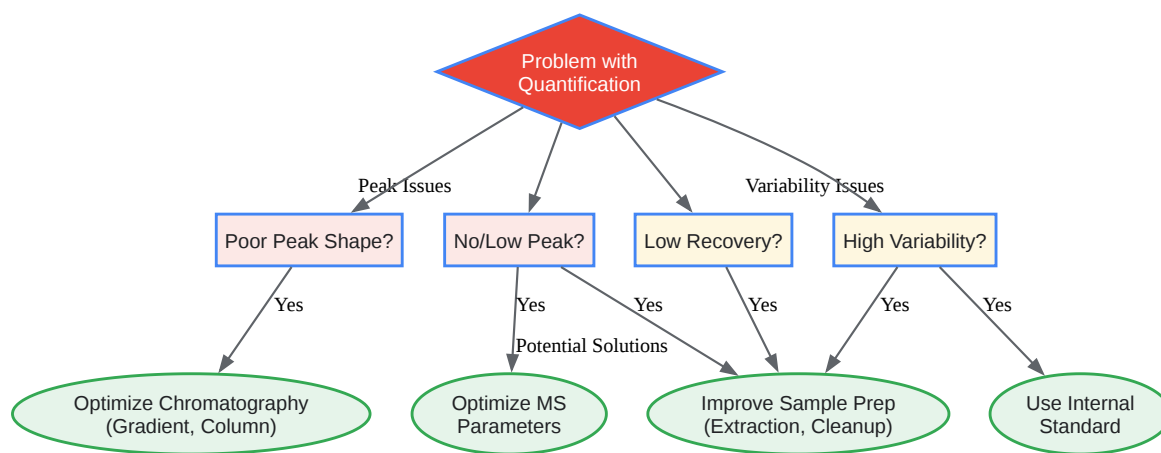 Problem with
Quantification
Peak Issues
Variability Issues
Poor Peak Shape?
No/Low Peak?
Low Recovery?
High Variability?
Yes
Yes
Yes
Yes
Yes
Yes
Potential Solutions
Optimize Chromatography
(Gradient, Column)
Optimize MS
Parameters
Improve Sample Prep
(Extraction, Cleanup)
Use Internal
Standard